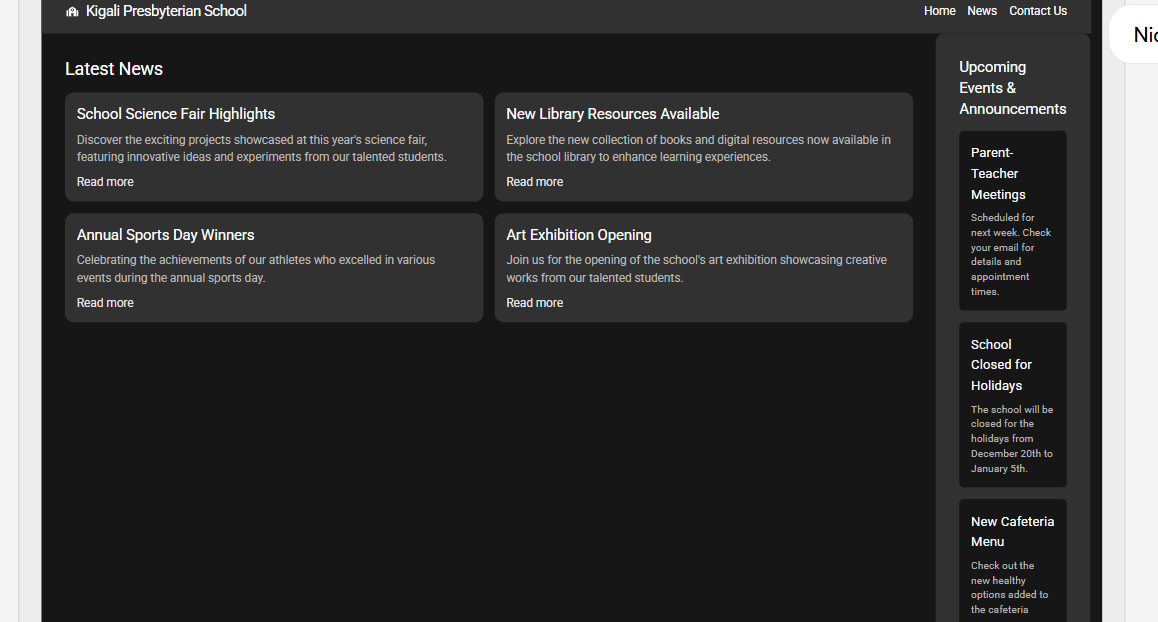 Kigali Presbyterian School
Home News Contact Us
Latest News
School Science Fair Highlights
Discover the exciting projects showcased at this year's science fair,
featuring innovative ideas and experiments from our talented students.
Read more
New Library Resources Available
Explore the new collection of books and digital resources now available in
the school library to enhance learning experiences.
Read more
Annual Sports Day Winners
Celebrating the achievements of our athletes who excelled in various
events during the annual sports day.
Read more
Art Exhibition Opening
Join us for the opening of the school's art exhibition showcasing creative
works from our talented students.
Read more
Upcoming
Events &
Announcements
Parent-
Teacher
Meetings
Scheduled for
next week. Check
your email for
details and
appointment
times.
School
Closed for
Holidays
The school will be
closed for the
holidays from
December 20th to
January 5th.
New Cafeteria
Menu
Check out the
new healthy
options added to
the cafeteria